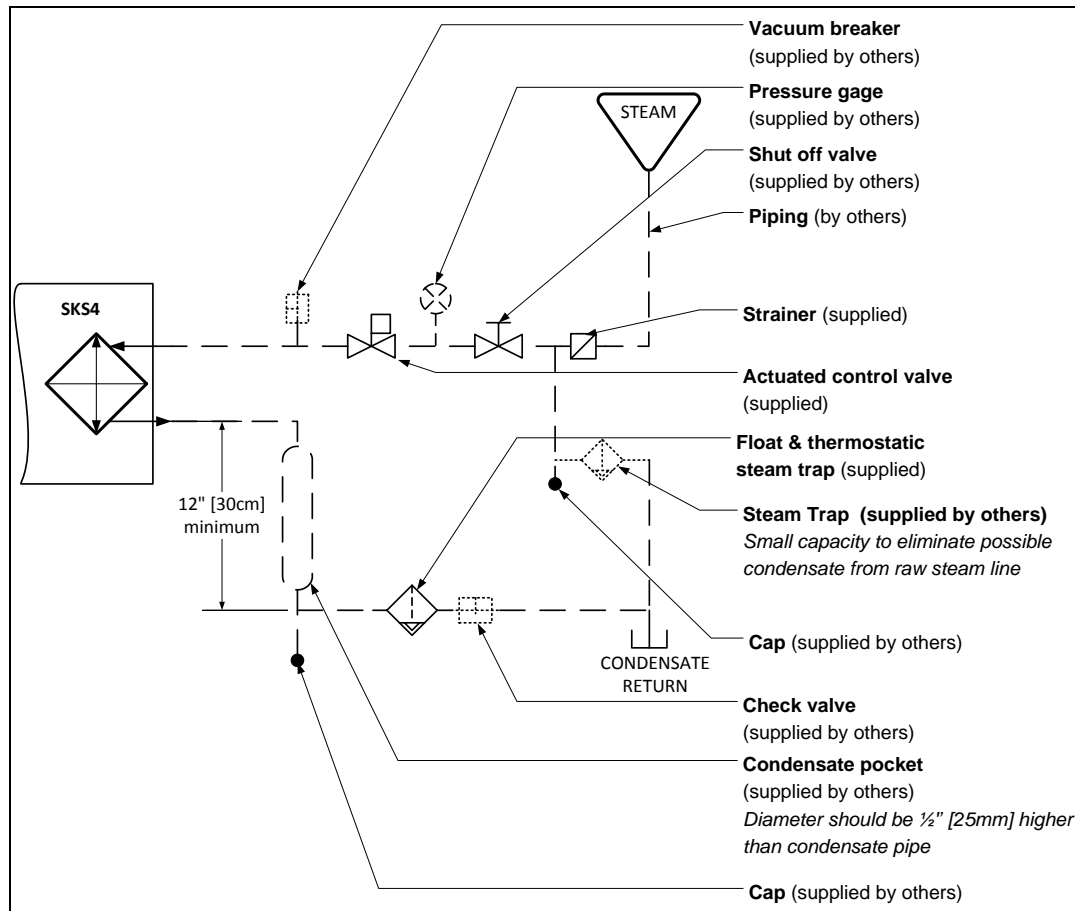 Vacuum breaker
(supplied by others)
Pressure gage
(supplied by others)
STEAM
Shut off valve
(supplied by others)
Piping (by others)
SKS4
Strainer (supplied)
Actuated control valve
(supplied)
Float & thermostatic
steam trap (supplied)
12" [30cm]
minimum
Steam Trap (supplied by others)
Small capacity to eliminate possible
condensate from raw steam line
Cap (supplied by others)
CONDENSATE
RETURN
Check valve
(supplied by others)
Condensate pocket
(supplied by others)
Diameter should be ½" [25mm] higher
than condensate pipe
Cap (supplied by others)